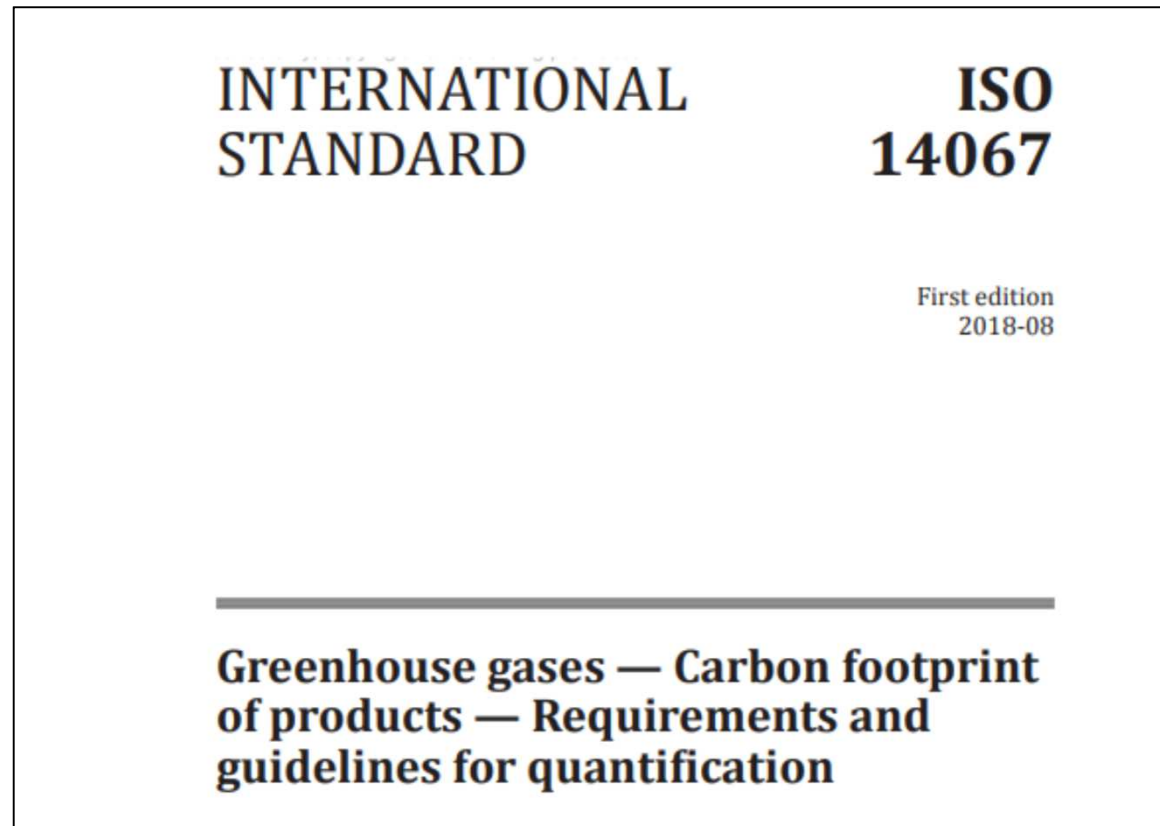 INTERNATIONAL STANDARD
ISO 14067
First edition
2018-08
Greenhouse gases — Carbon footprint
of products — Requirements and
guidelines for quantification